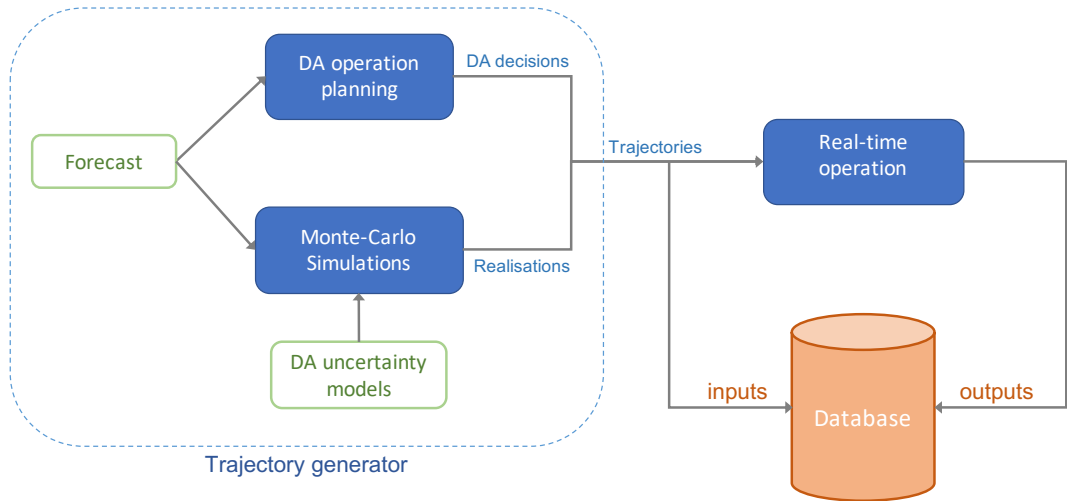 DA operation
planning
DA decisions
Forecast
Trajectories
Real-time
operation
Monte-Carlo
Simulations
Realisations
DA uncertainty
models
inputs
outputs
Database
Trajectory generator